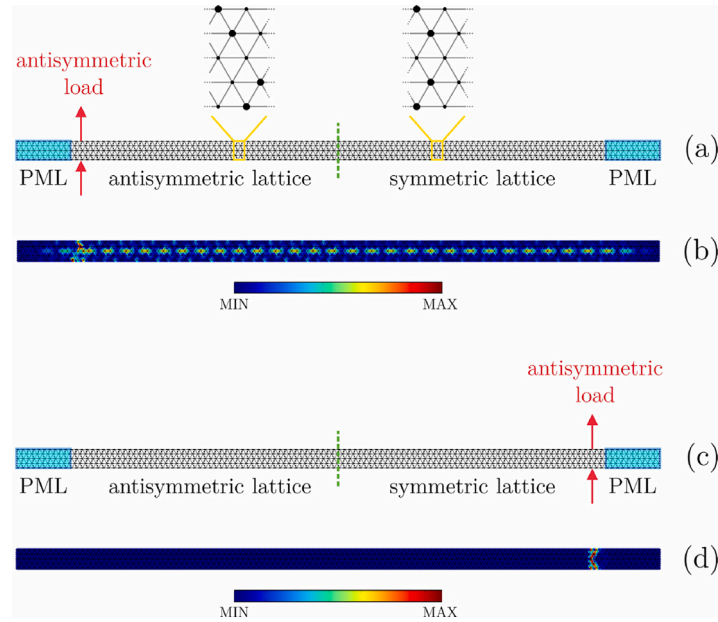 antisymmetric
load
(a)
PML
antisymmetric lattice
symmetric lattice
PML
(b)
MIN
MAX
antisymmetric
load
(c)
PML
antisymmetric lattice
symmetric lattice
PML
(d)
MIN
MAX